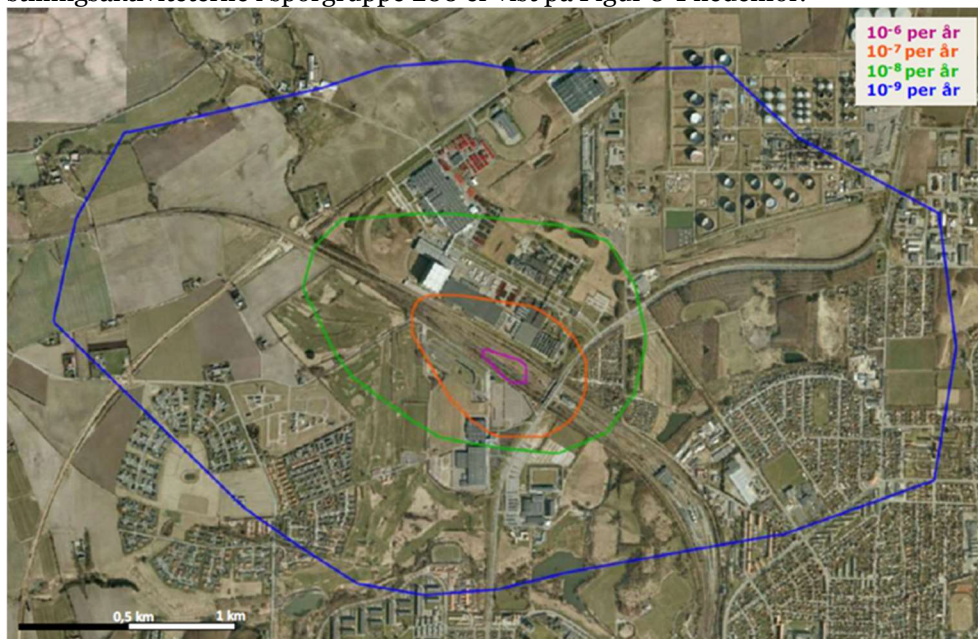 10⁻⁶ per år
10⁻⁷ per år
10⁻⁸ per år
10⁻⁹ per år
0,5 km 1 km